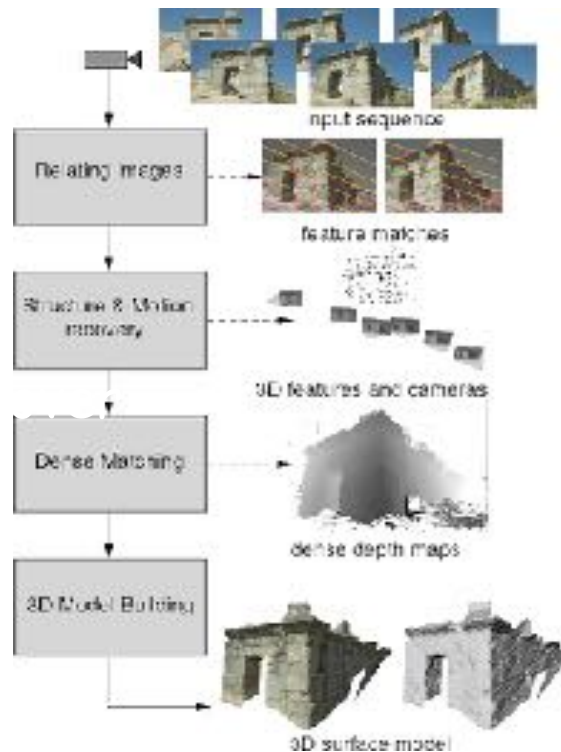 input sequence
Relating Images
feature matches
Structure & Motion
recovery
3D features and cameras
Dense Matching
dense depth maps
3D Model Building
3D surface model